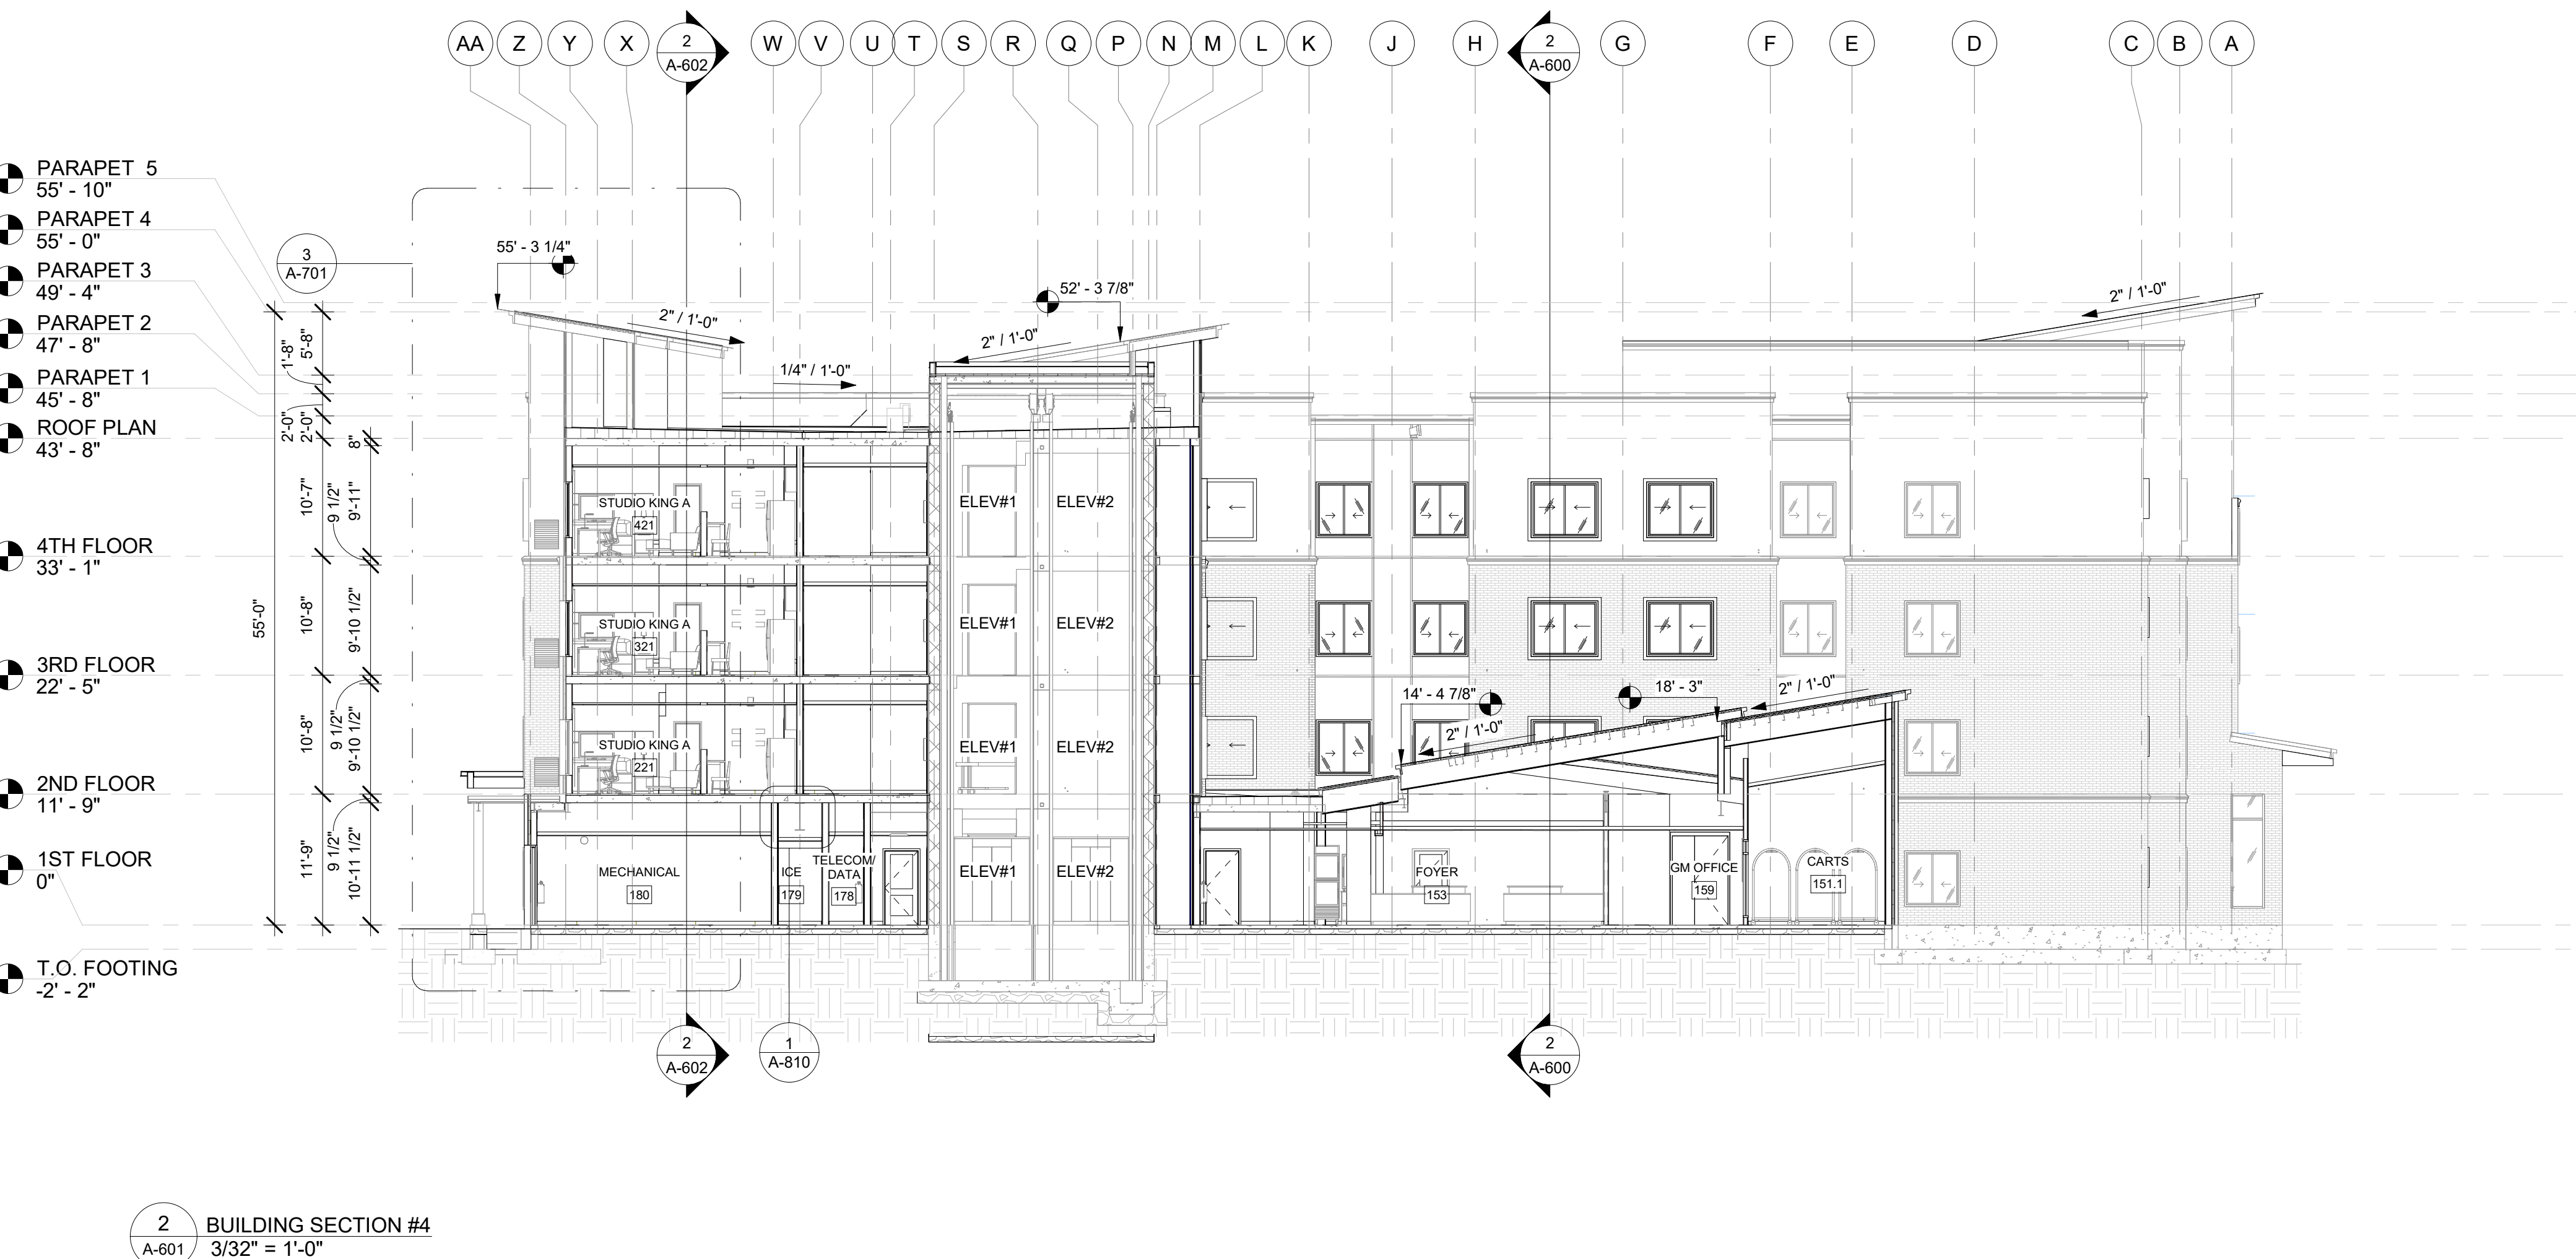 AA Z Y X 2 W V U T S R Q P N M L K J H 2 G F E D C B A
A-602 A-600
PARAPET 5
55' - 10"
PARAPET 4
55' - 0"
PARAPET 3
49' - 4"
PARAPET 2
47' - 8"
PARAPET 1
45' - 8"
ROOF PLAN
43' - 8"
4TH FLOOR
33' - 1"
3RD FLOOR
22' - 5"
2ND FLOOR
11' - 9"
1ST FLOOR
0"
T.O. FOOTING
-2' - 2"
3
A-701
55'-0"
1'-8"
5'-8"
2'-0"
2'-0"
8"
10'-7"
9 1/2"
9'-11"
10'-8"
9'-10 1/2"
10'-8"
9 1/2"
9'-10 1/2"
11'-9"
9 1/2"
10'-11 1/2"
55' - 3 1/4"
2" / 1'-0"
1/4" / 1'-0"
52' - 3 7/8"
2" / 1'-0"
2" / 1'-0"
STUDIO KING A
421
ELEV#1 ELEV#2
STUDIO KING A
321
ELEV#1 ELEV#2
STUDIO KING A
221
ELEV#1 ELEV#2
14' - 4 7/8"
2" / 1'-0"
18' - 3"
2" / 1'-0"
MECHANICAL
180
ICE
179
TELECOM/
DATA
178
ELEV#1 ELEV#2
FOYER
153
GM OFFICE
159
CARTS
151.1
2
A-602
1
A-810
2
A-600
2
A-601
BUILDING SECTION #4
3/32" = 1'-0"